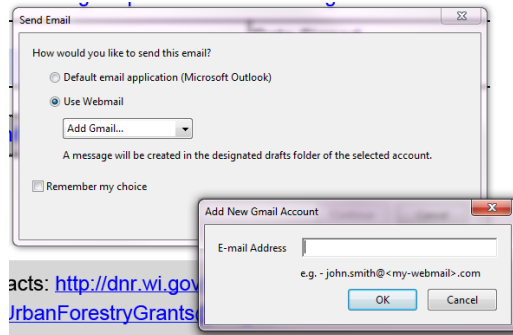 Send Email
How would you like to send this email?
Default email application (Microsoft Outlook)
Use Webmail
Add Gmail...
A message will be created in the designated drafts folder of the selected account.
Remember my choice
Add New Gmail Account
E-mail Address
e.g. - john.smith@<my-webmail>.com
OK Cancel
acts: http://dnr.wi.gov
UrbanForestryGrants